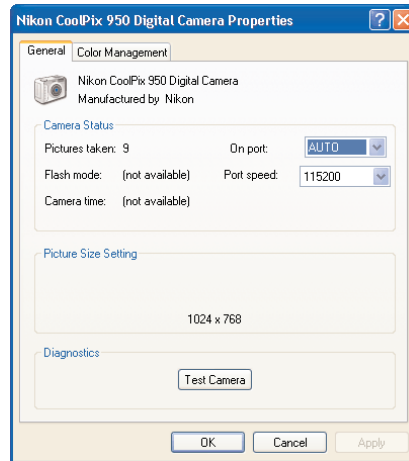 Nikon CoolPix 950 Digital Camera Properties
General Color Management
Nikon CoolPix 950 Digital Camera
Manufactured by Nikon
Camera Status
Pictures taken: 9 On port: AUTO
Flash mode: (not available) Port speed: 115200
Camera time: (not available)
Picture Size Setting
1024 x 768
Diagnostics
Test Camera
OK Cancel Apply